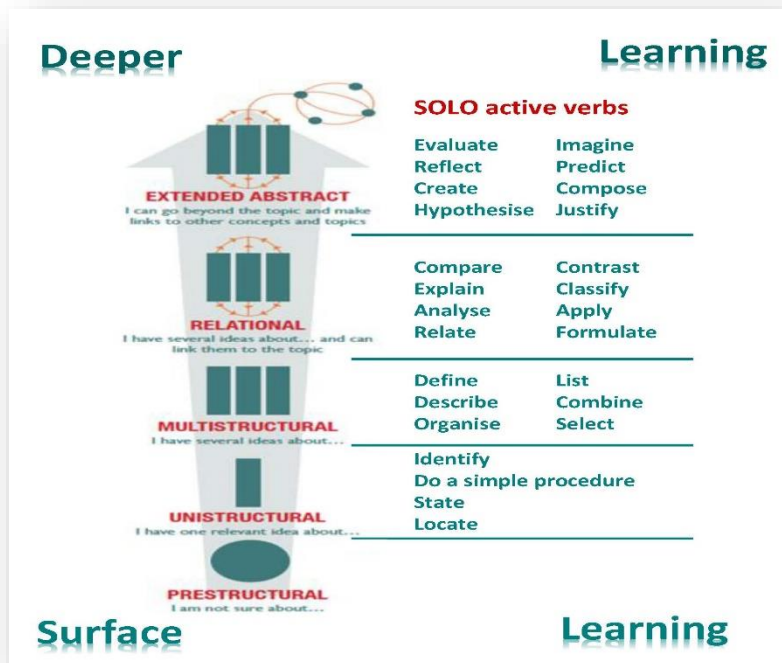 Deeper Learning
SOLO active verbs
Evaluate Imagine
Reflect Predict
Create Compose
Hypothesise Justify
EXTENDED ABSTRACT
I can go beyond the topic and make
links to other concepts and topics
Compare Contrast
Explain Classify
Analyse Apply
Relate Formulate
RELATIONAL
I have several ideas about... and can
link them to the topic
Define List
Describe Combine
Organise Select
MULTISTRUCTURAL
I have several ideas about...
Identify
Do a simple procedure
State
Locate
UNISTRUCTURAL
I have one relevant idea about...
PRESTRUCTURAL
I am not sure about...
Surface Learning